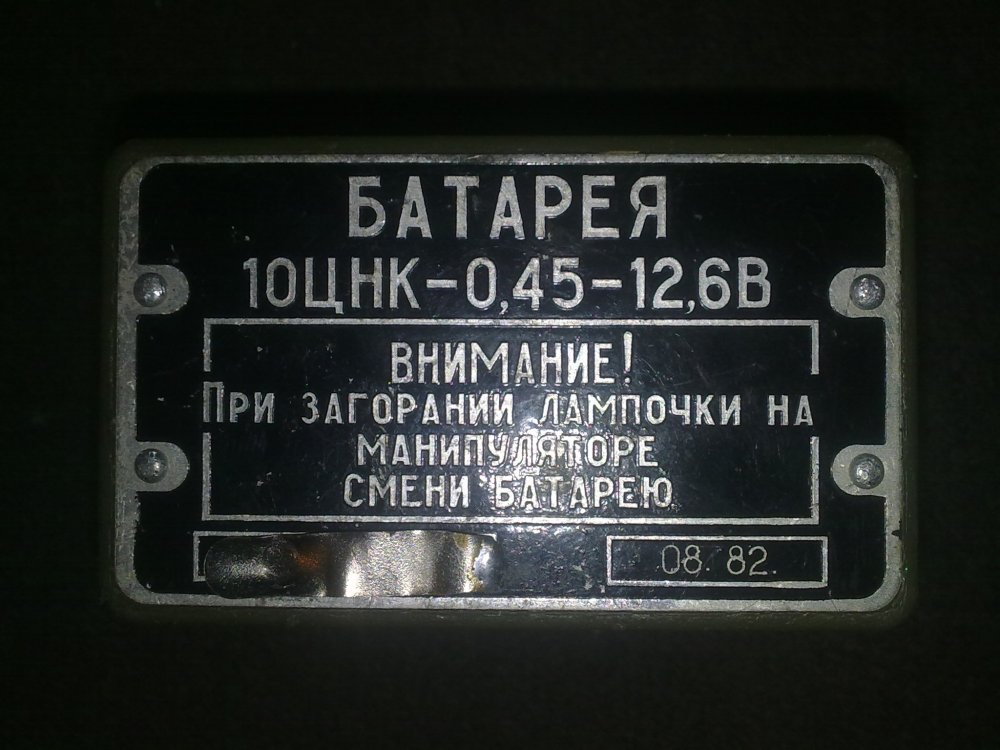 БАТАРЕЯ
10ЦНК-0,45-12,6В
ВНИМАНИЕ!
ПРИ ЗАГОРАНИИ ЛАМПОЧКИ НА
МАНИПУЛЯТОРЕ
СМЕНИ БАТАРЕЮ
08.82.